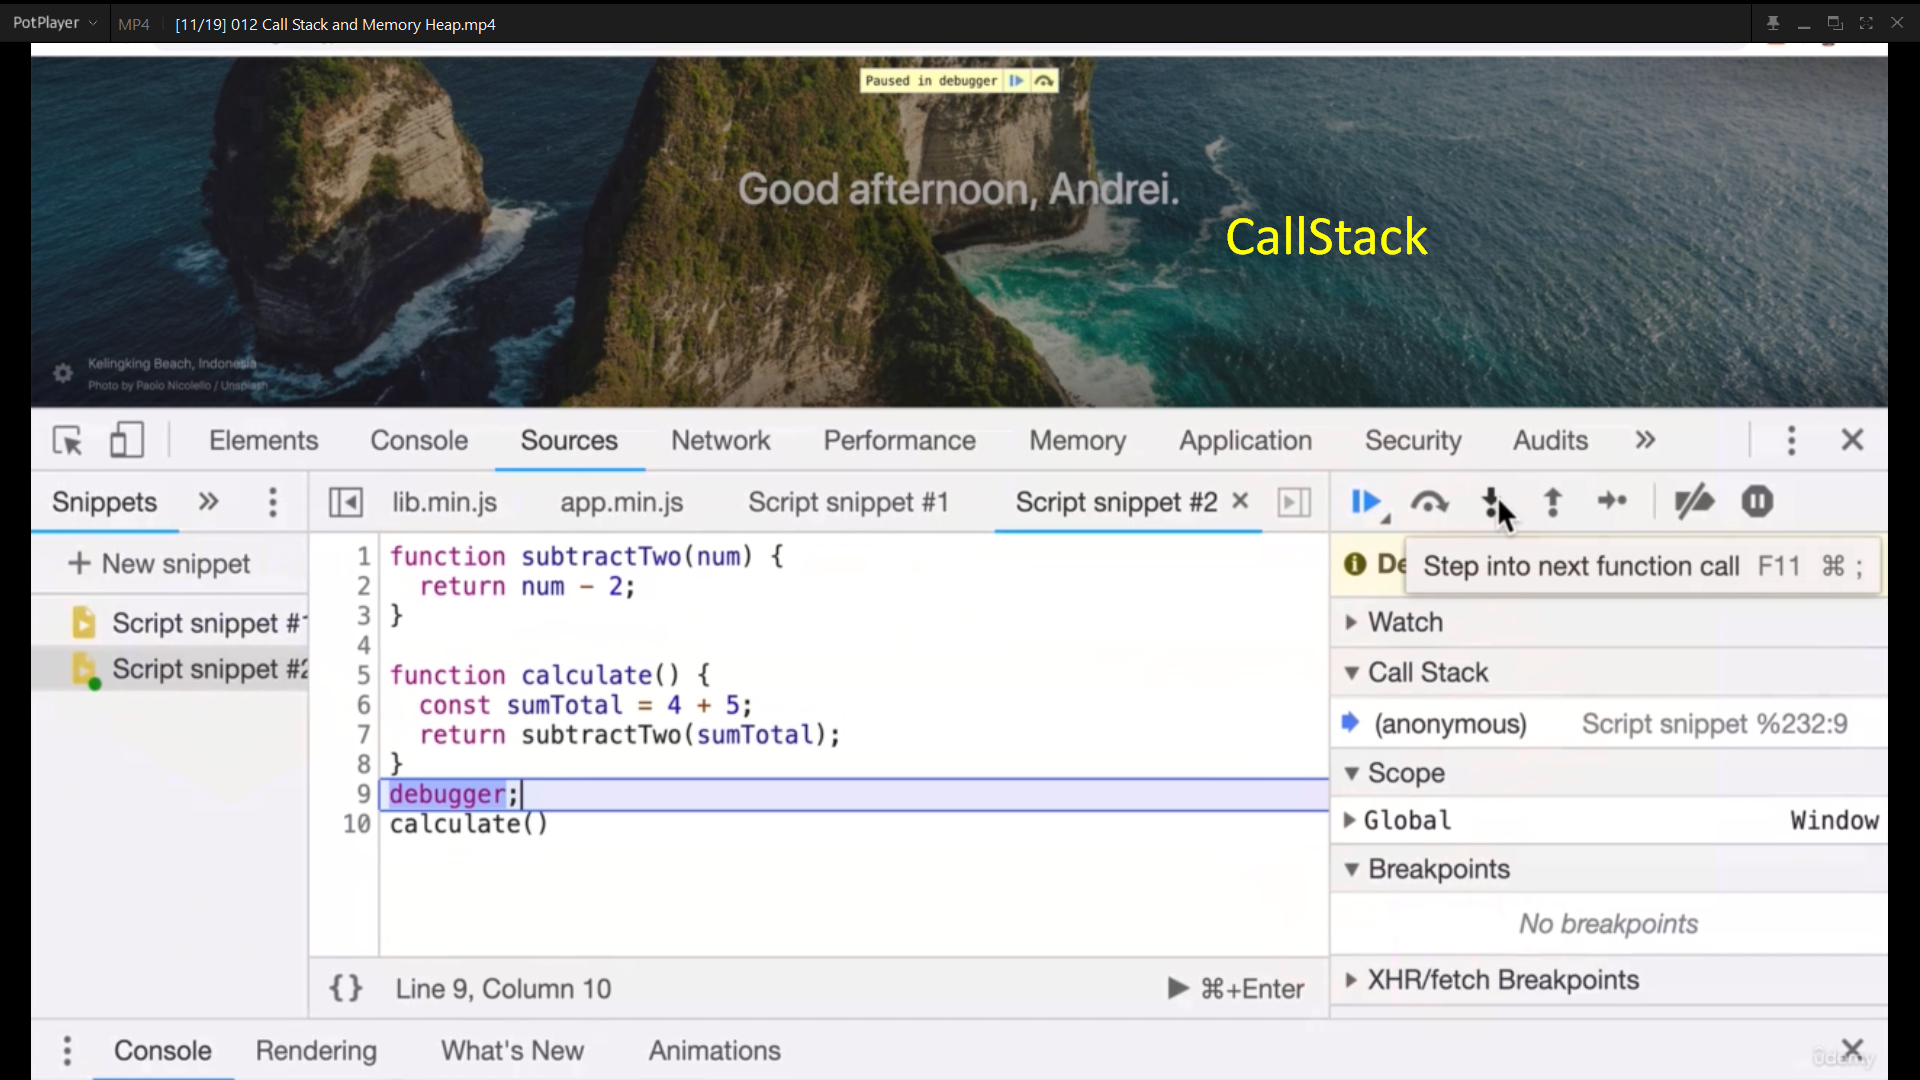 PotPlayer MP4 [11/19] 012 Call Stack and Memory Heap.mp4
Paused in debugger
Good afternoon, Andrei.
CallStack
Kelingking Beach, Indonesia
Photo by Paolo Nicolello / Unsplash
Elements Console Sources Network Performance Memory Application Security Audits »
Snippets » lib.min.js app.min.js Script snippet #1 Script snippet #2 ×
+ New snippet
Script snippet #1
Script snippet #2
1 function subtractTwo(num) {
2 return num - 2;
3 }
4
5 function calculate() {
6 const sumTotal = 4 + 5;
7 return subtractTwo(sumTotal);
8 }
9 debugger;
10 calculate()
{} Line 9, Column 10 ⌘+Enter
De
Step into next function call F11 ⌘ ;
Watch
Call Stack
(anonymous) Script snippet %232:9
Scope
Global Window
Breakpoints
No breakpoints
XHR/fetch Breakpoints
Console Rendering What's New Animations
ûdemy